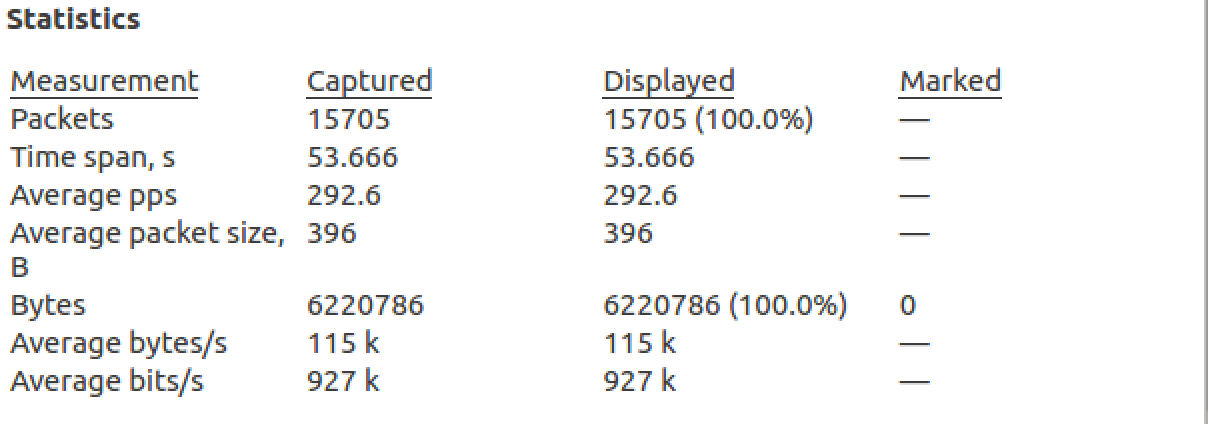 Statistics
Measurement Captured Displayed Marked
Packets 15705 15705 (100.0%) —
Time span, s 53.666 53.666 —
Average pps 292.6 292.6 —
Average packet size, 396 396 —
B
Bytes 6220786 6220786 (100.0%) 0
Average bytes/s 115 k 115 k —
Average bits/s 927 k 927 k —